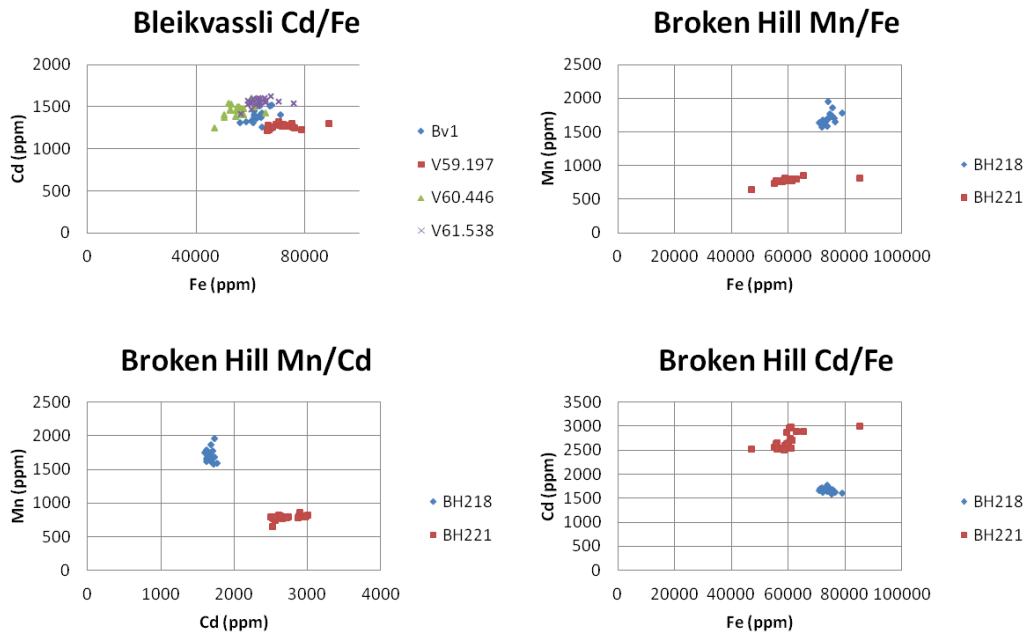 Bleikvassli Cd/Fe
2000
1500
1000
500
0
Cd (ppm)
0
40000
80000
Fe (ppm)
Bv1
V59.197
V60.446
V61.538
Broken Hill Mn/Fe
2500
2000
1500
1000
500
0
Mn (ppm)
0
20000
40000
60000
80000
100000
Fe (ppm)
BH218
BH221
Broken Hill Mn/Cd
2500
2000
1500
1000
500
0
Mn (ppm)
0
1000
2000
3000
4000
Cd (ppm)
BH218
BH221
Broken Hill Cd/Fe
3500
3000
2500
2000
1500
1000
500
0
Cd (ppm)
0
20000
40000
60000
80000
100000
Fe (ppm)
BH218
BH221